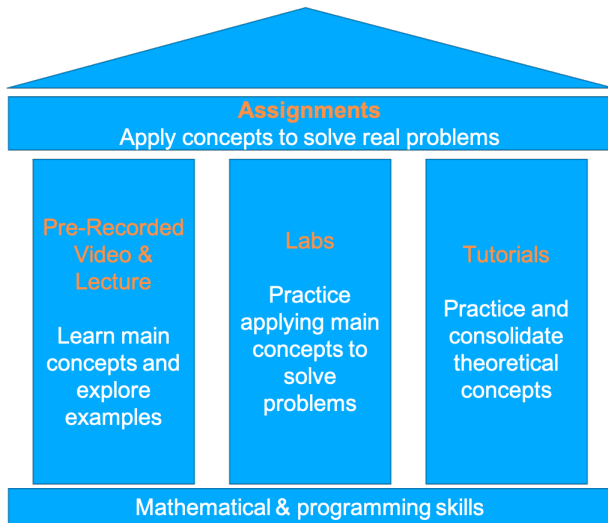 Assignments
Apply concepts to solve real problems
Pre-Recorded
Video &
Lecture
Learn main
concepts and
explore
examples
Labs
Practice
applying main
concepts to
solve
problems
Tutorials
Practice and
consolidate
theoretical
concepts
Mathematical & programming skills